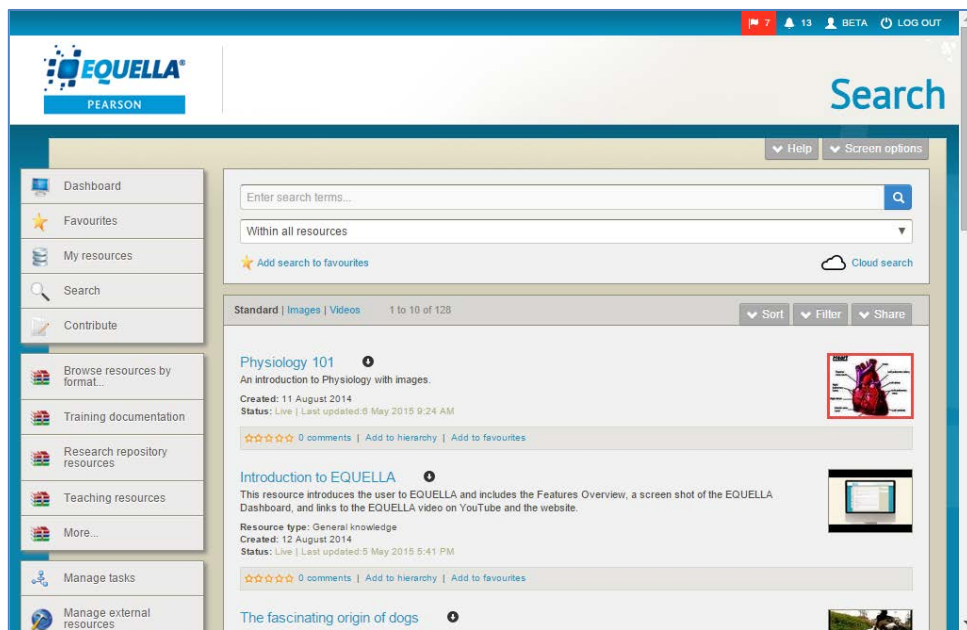 7 13 BETA LOG OUT
EQUELLA®
PEARSON
Search
Help Screen options
Dashboard
Favourites
My resources
Search
Contribute
Browse resources by
format...
Training documentation
Research repository
resources
Teaching resources
More...
Manage tasks
Manage external
resources
Enter search terms...
Within all resources
Add search to favourites Cloud search
Standard | Images | Videos 1 to 10 of 128 Sort Filter Share
Physiology 101
An introduction to Physiology with images.
Created: 11 August 2014
Status: Live | Last updated:6 May 2015 9:24 AM
0 comments | Add to hierarchy | Add to favourites
Introduction to EQUELLA
This resource introduces the user to EQUELLA and includes the Features Overview, a screen shot of the EQUELLA
Dashboard, and links to the EQUELLA video on YouTube and the website.
Resource type: General knowledge
Created: 12 August 2014
Status: Live | Last updated:5 May 2015 5:41 PM
0 comments | Add to hierarchy | Add to favourites
The fascinating origin of dogs